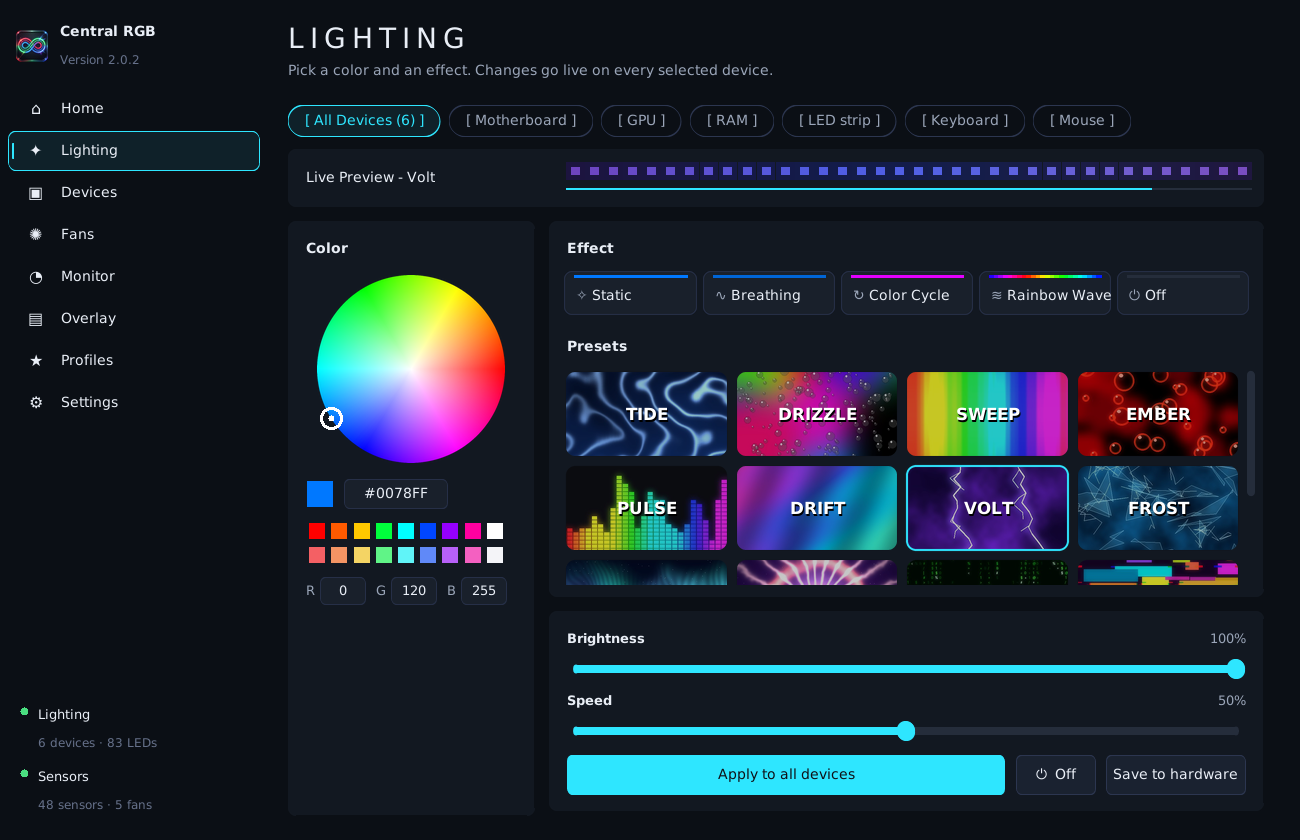 Central RGB
Version 2.0.2
Home
Lighting
Devices
Fans
Monitor
Overlay
Profiles
Settings
Lighting
6 devices · 83 LEDs
Sensors
48 sensors · 5 fans
LIGHTING
Pick a color and an effect. Changes go live on every selected device.
[ All Devices (6) ] [ Motherboard ] [ GPU ] [ RAM ] [ LED strip ] [ Keyboard ] [ Mouse ]
Live Preview - Volt
Color
#0078FF
R 0 G 120 B 255
Effect
Static Breathing Color Cycle Rainbow Wave Off
Presets
TIDE DRIZZLE SWEEP EMBER
PULSE DRIFT VOLT FROST
Brightness 100%
Speed 50%
Apply to all devices Off Save to hardware